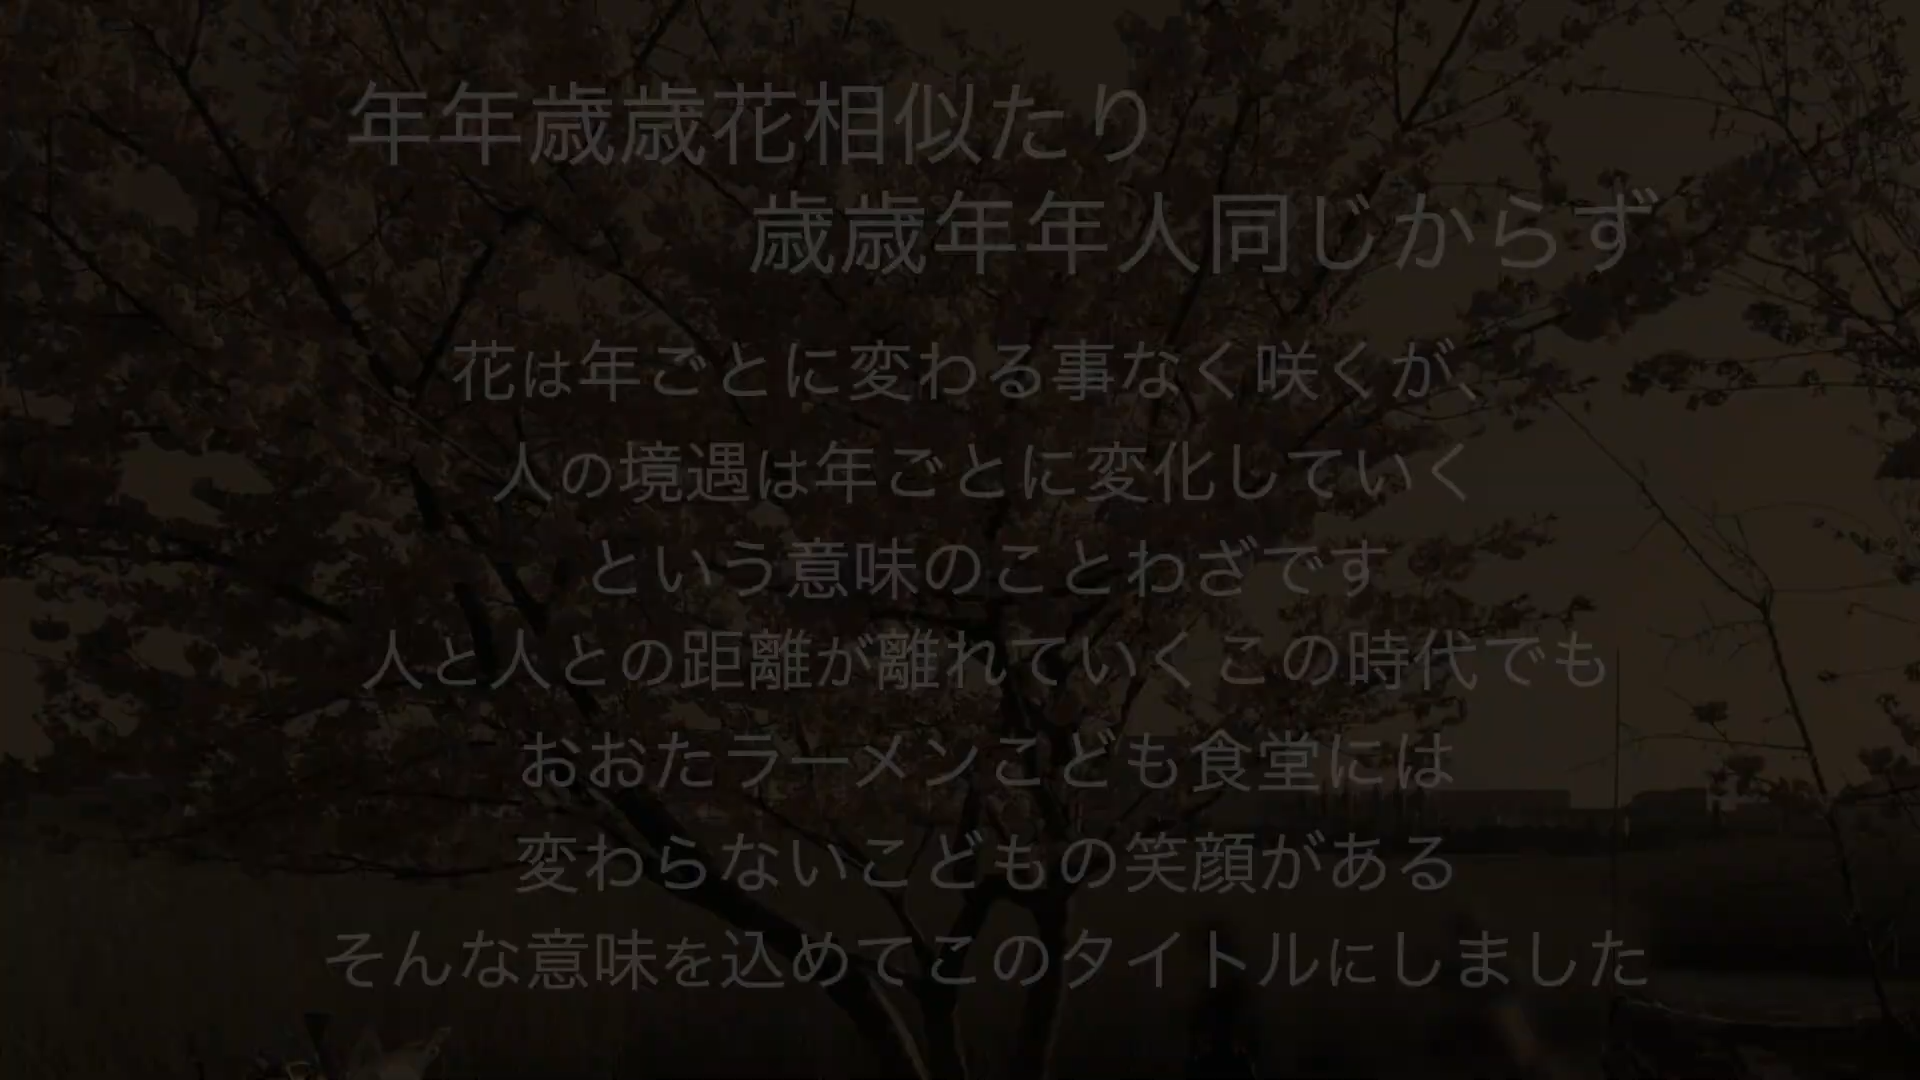 年年歳歳花相似たり
歳歳年年人同じからず
花は年ごとに変わる事なく咲くが、
人の境遇は年ごとに変化していく
という意味のことわざです
人と人との距離が離れていくこの時代でも
おおたラーメンこども食堂には
変わらないこどもの笑顔がある
そんな意味を込めてこのタイトルにしました